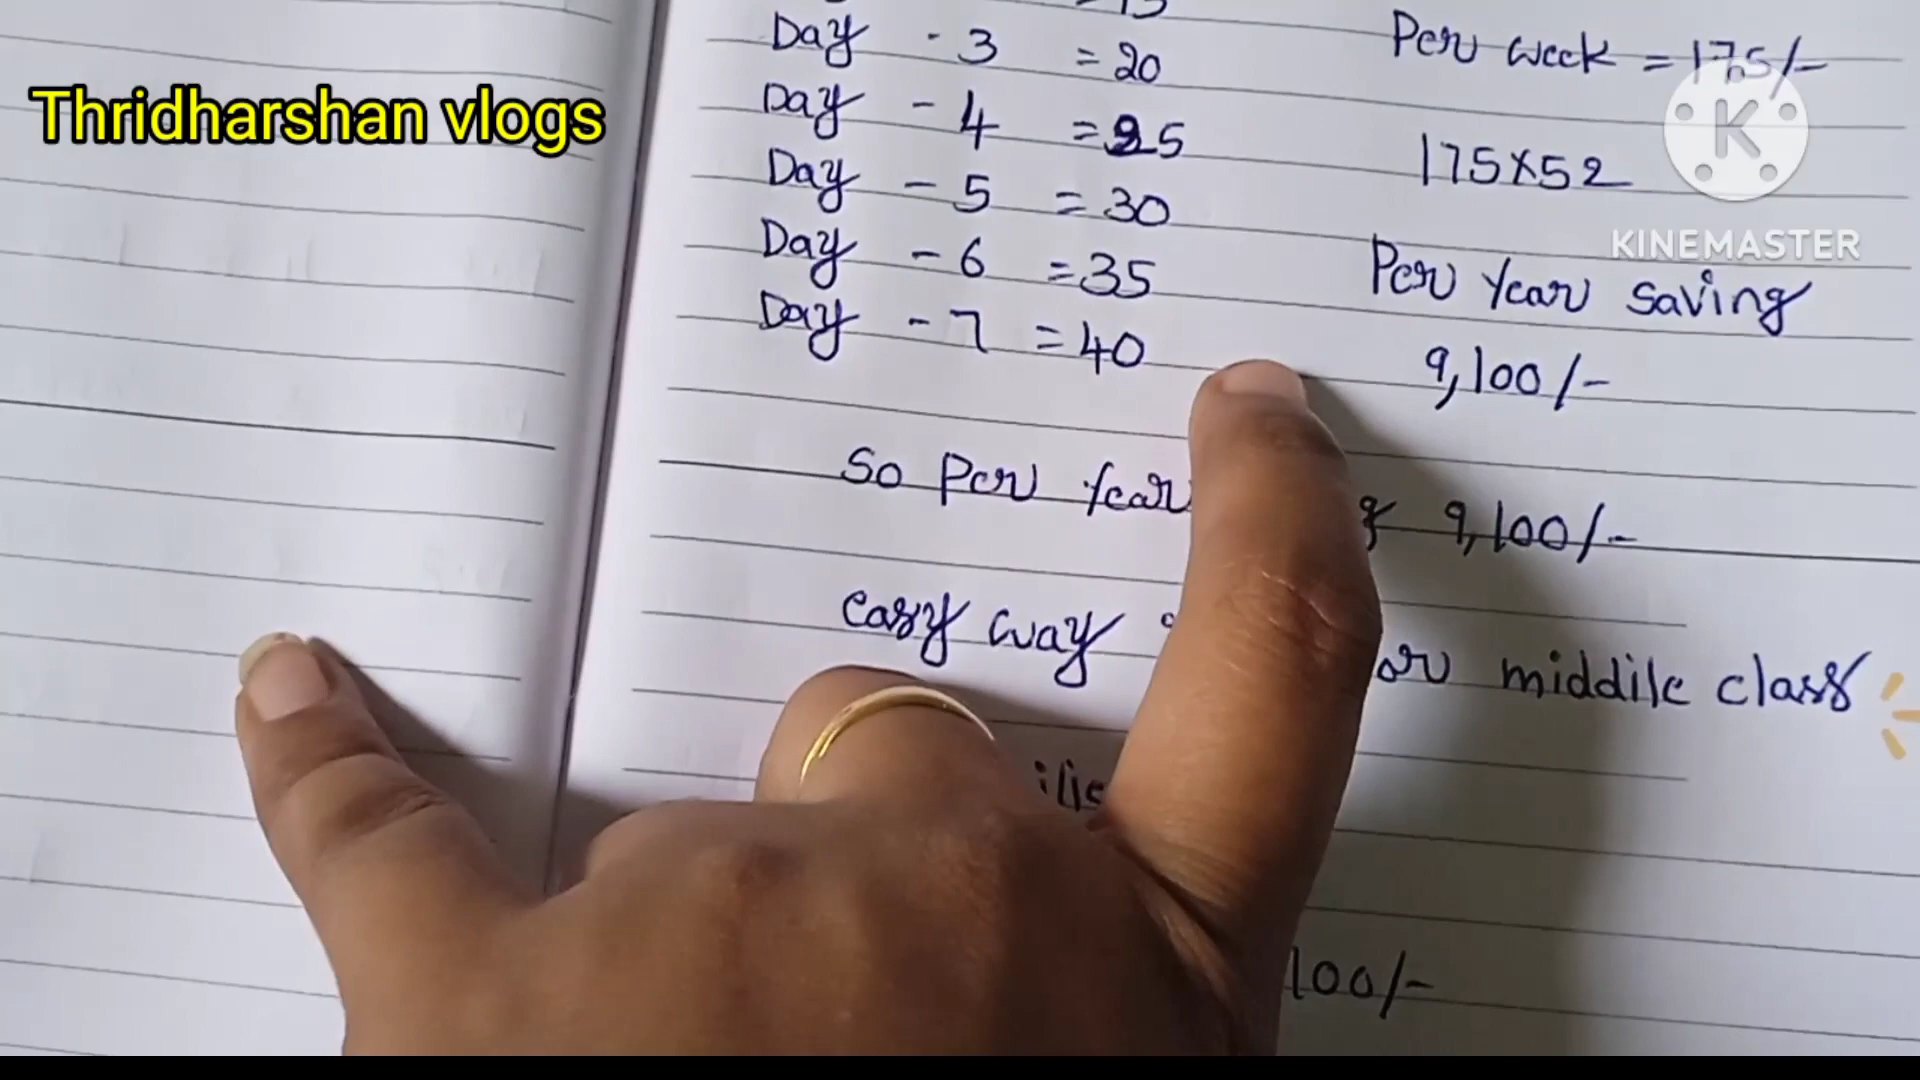 Thridharshan vlogs
Day - 3 = 20
Day - 4 = 25
Day - 5 = 30
Day - 6 = 35
Day - 7 = 40
Per week = 175/-
175X52
KINEMASTER
Per Year saving
9,100/-
So Per Year 9,100/-
easy way middile class
100/-